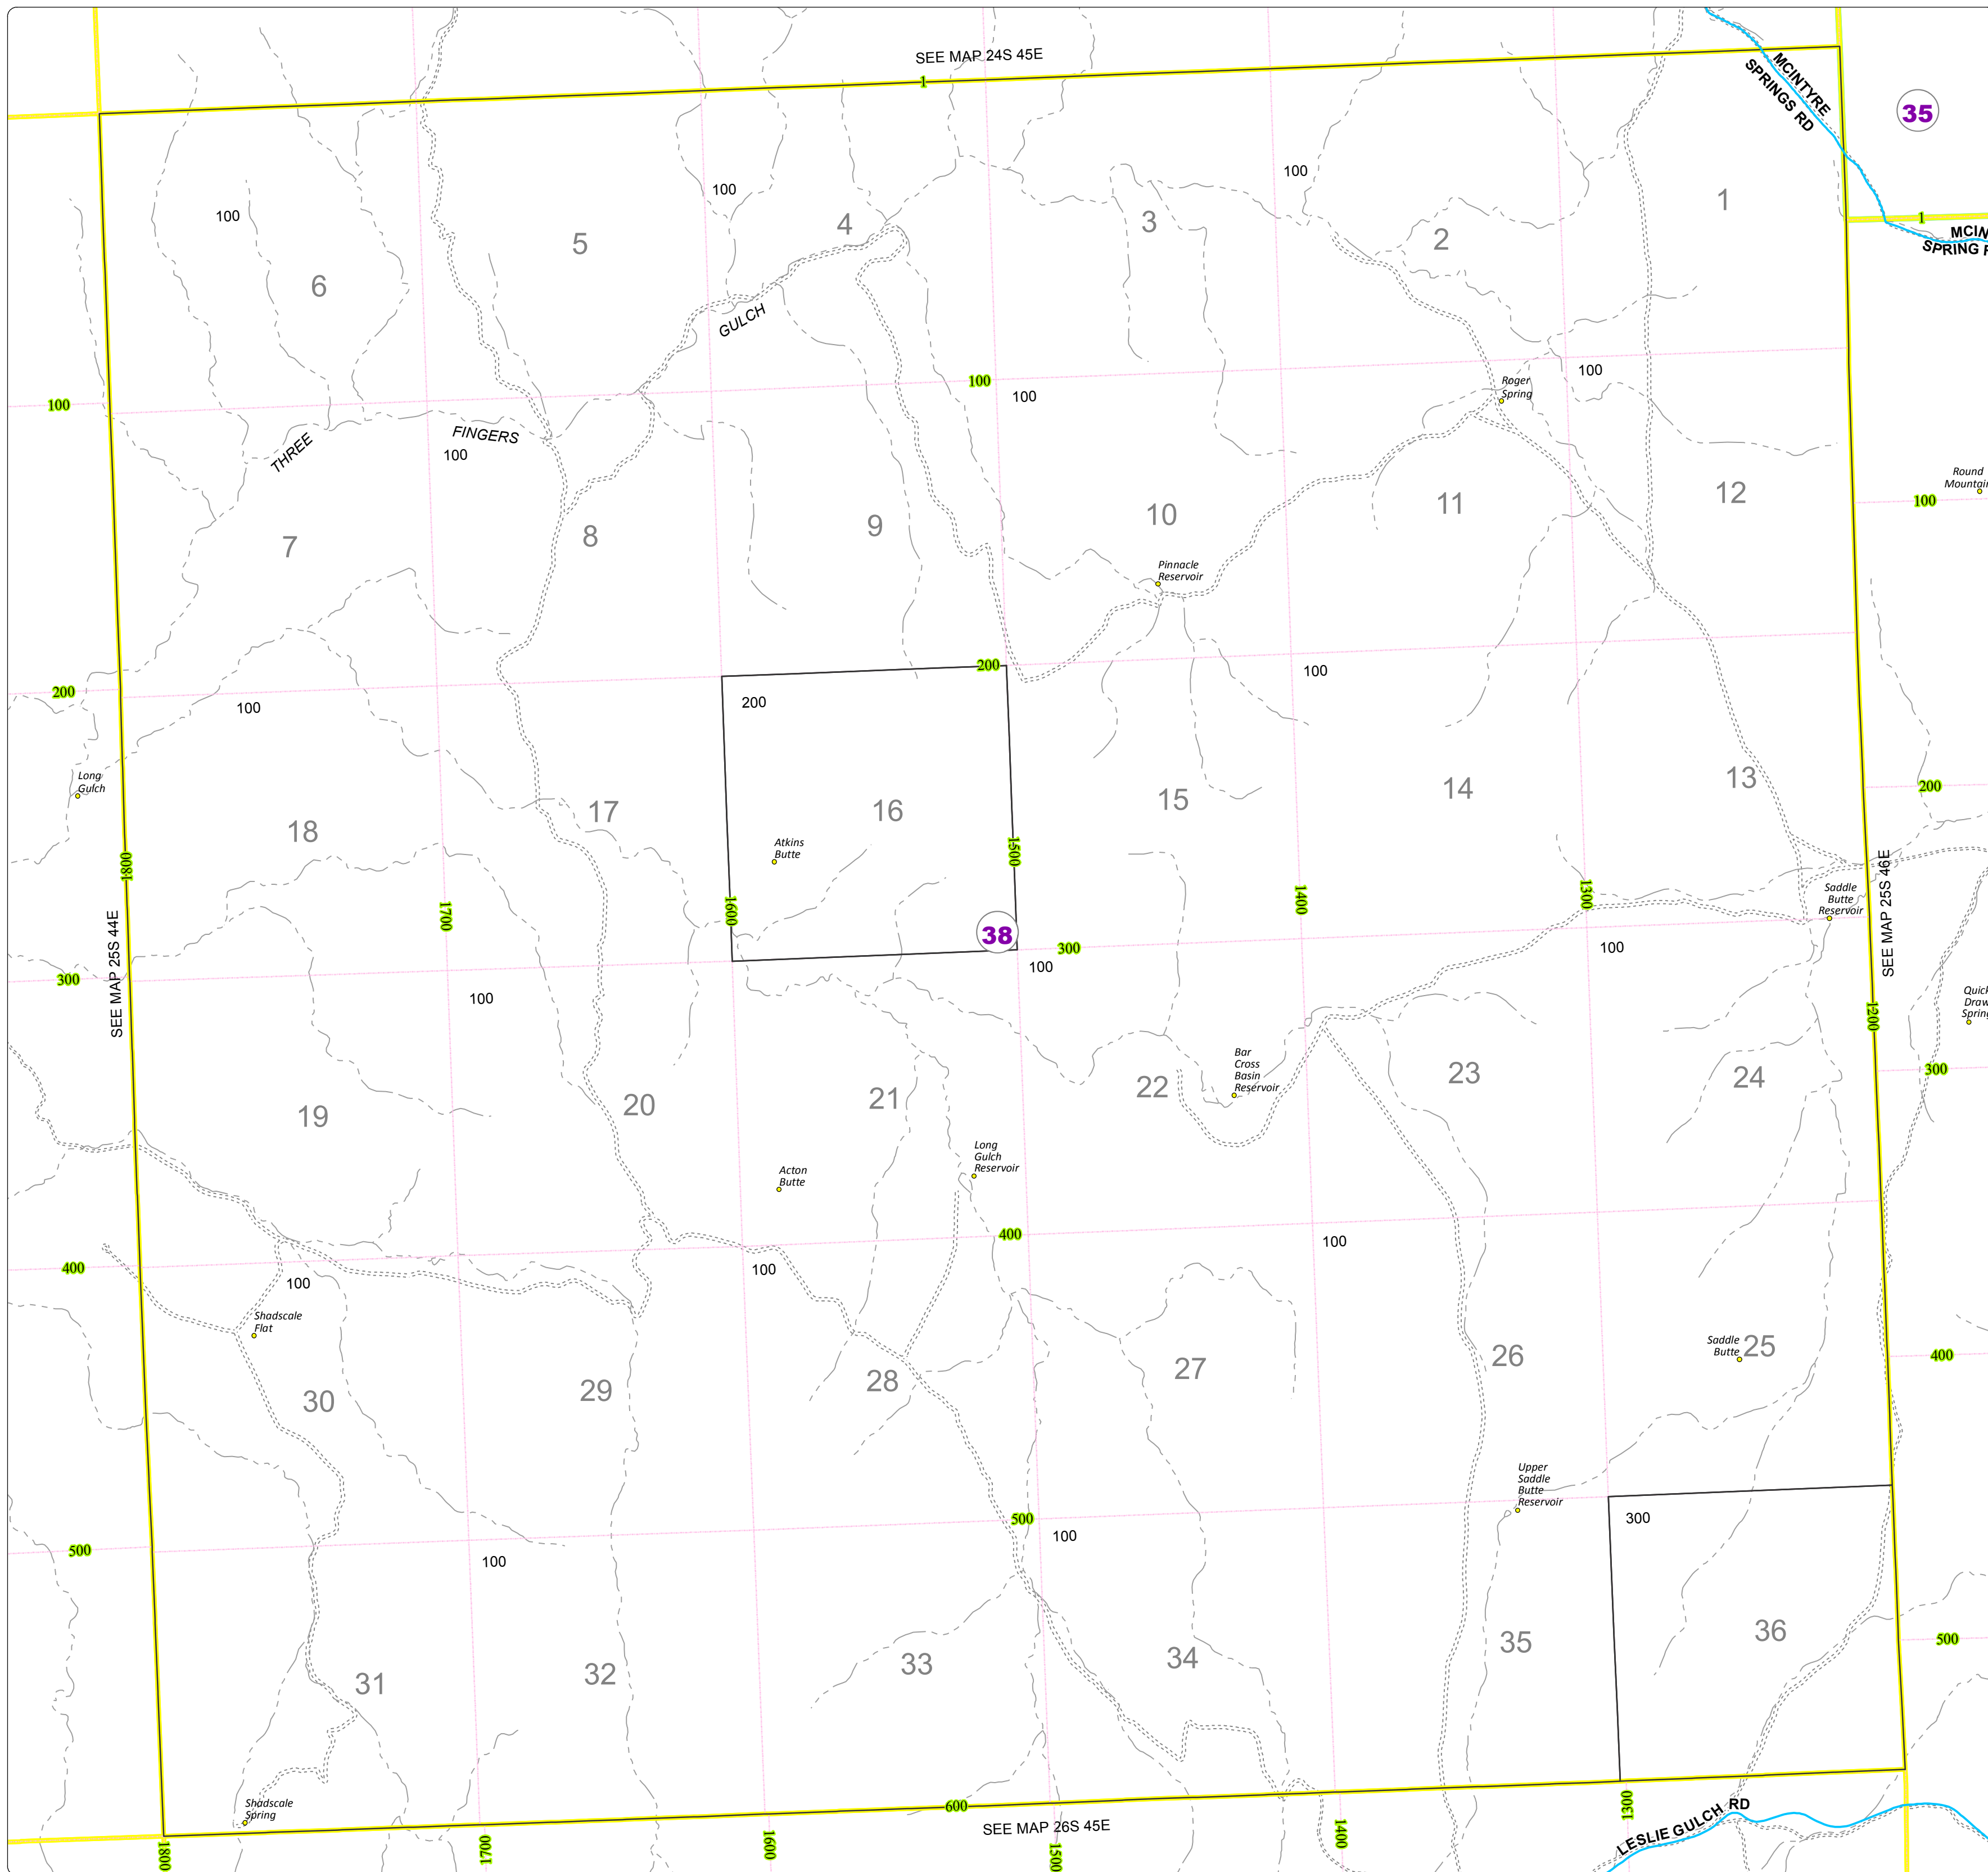 SEE MAP 24S 45E
1
MCINTYRE
SPRINGS RD
35
1
MCIN
SPRING R
100
100
100
6
5
4
3
2
1
GULCH
100
100
100
100
Roger
Spring
THREE
FINGERS
100
Round
Mountain
100
7
8
9
10
11
12
Pinnacle
Reservoir
200
100
200
200
100
Long
Gulch
200
18
17
16
15
14
13
Atkins
Butte
1800
1700
1600
1500
1400
1300
SEE MAP 25S 44E
SEE MAP 25S 46E
Saddle
Butte
Reservoir
38
300
300
100
100
100
1200
Quick
Draw
Spring
300
19
20
21
22
23
24
Bar
Cross
Basin
Reservoir
Long
Gulch
Reservoir
Acton
Butte
400
400
100
100
100
Shadscale
Flat
Saddle
Butte
400
30
29
28
27
26
25
Upper
Saddle
Butte
Reservoir
500
500
100
100
300
500
31
32
33
34
35
36
Shadscale
Spring
600
SEE MAP 26S 45E
LESLIE GULCH RD
1800
1700
1600
1500
1400
1300